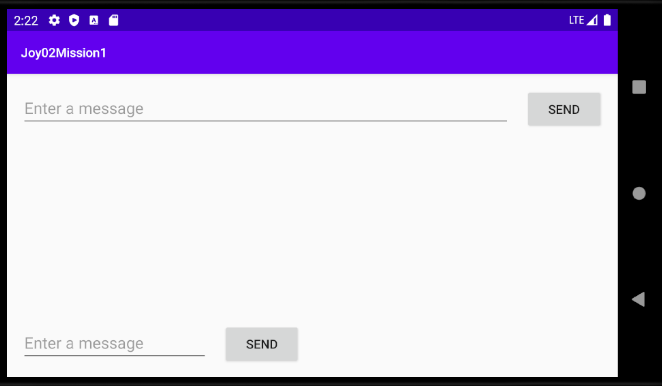 2:22 LTE
Joy02Mission1
Enter a message SEND
Enter a message SEND